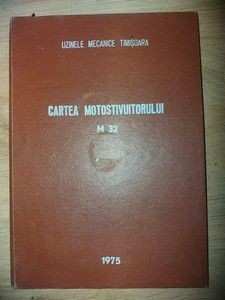 UZINELE MECANICE TIMIȘOARA
CARTEA MOTOSTIVUITORULUI
M 32
1975